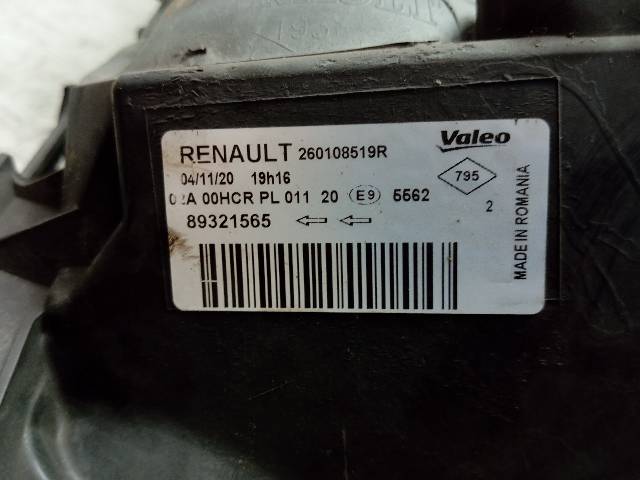 RENAULT 260108519R
Valeo
04/11/20 19h16
795
02A 00HCR PL 011 20 E9 5562
2
89321565
MADE IN ROMANIA